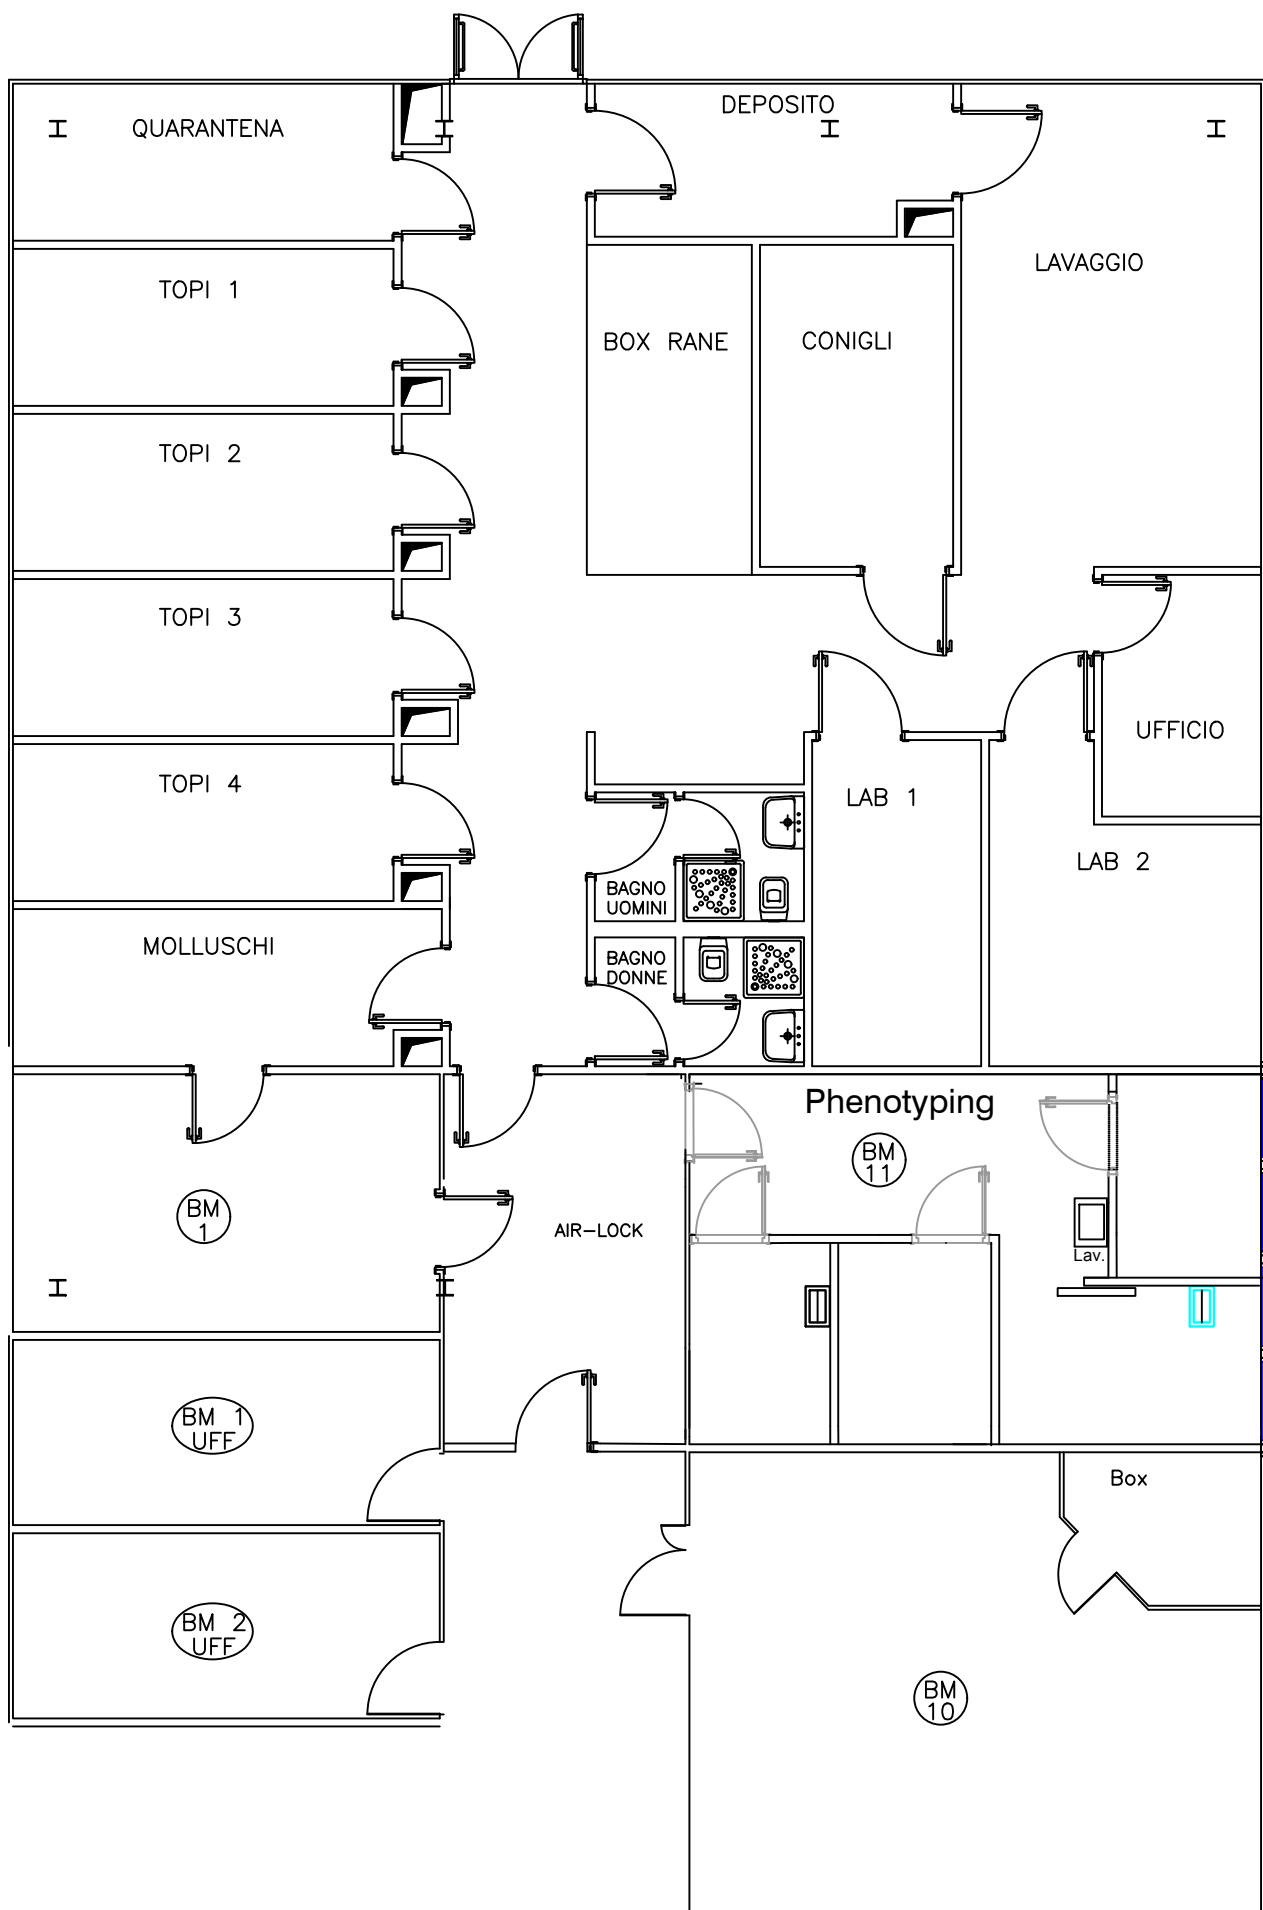 DEPOSITO
QUARANTENA
LAVAGGIO
TOPI 1
BOX RANE
CONIGLI
TOPI 2
TOPI 3
UFFICIO
TOPI 4
LAB 1
LAB 2
BAGNO
UOMINI
MOLLUSCHI
BAGNO
DONNE
Phenotyping
BM
11
BM
1
AIR-LOCK
Lav.
BM 1
UFF
Box
BM 2
UFF
BM
10